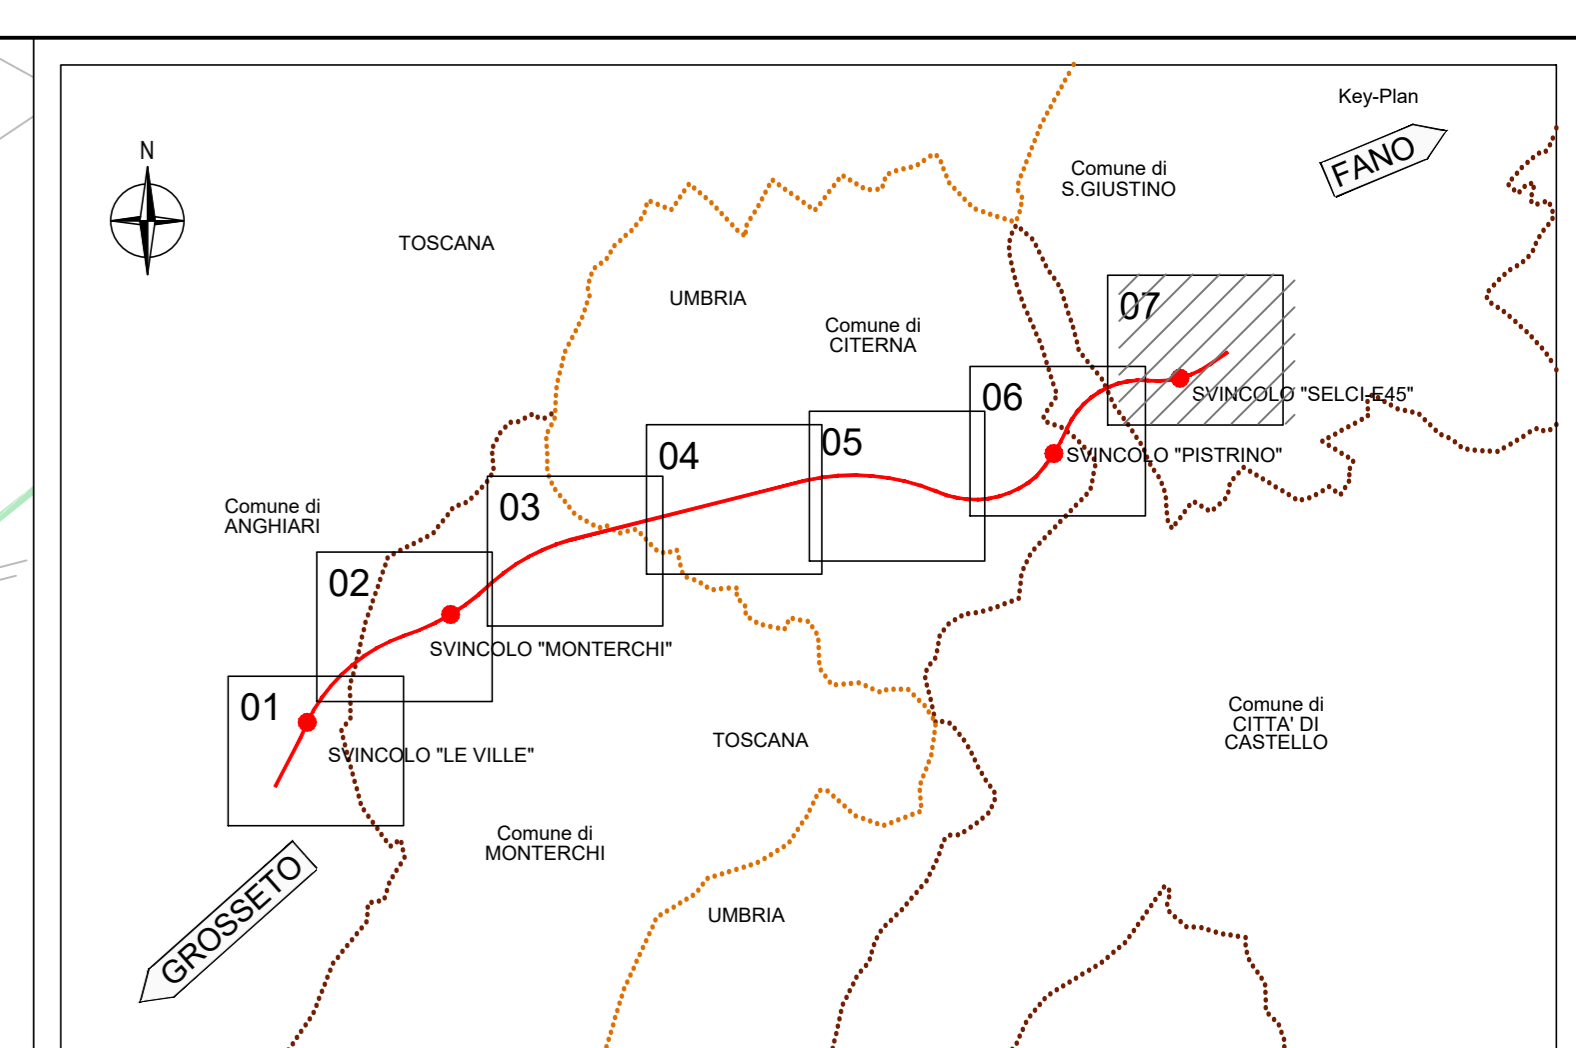 Key-Plan
FANO
N
Comune di
S.GIUSTINO
TOSCANA
UMBRIA
07
Comune di
CITERNA
06
SVINCOLO "SELCI-E45"
05
04
SVINCOLO "PISTRINO"
03
Comune di
ANGHIARI
02
SVINCOLO "MONTERCHI"
01
Comune di
CITTA' DI
CASTELLO
TOSCANA
SVINCOLO "LE VILLE"
Comune di
MONTERCHI
GROSSETO
UMBRIA